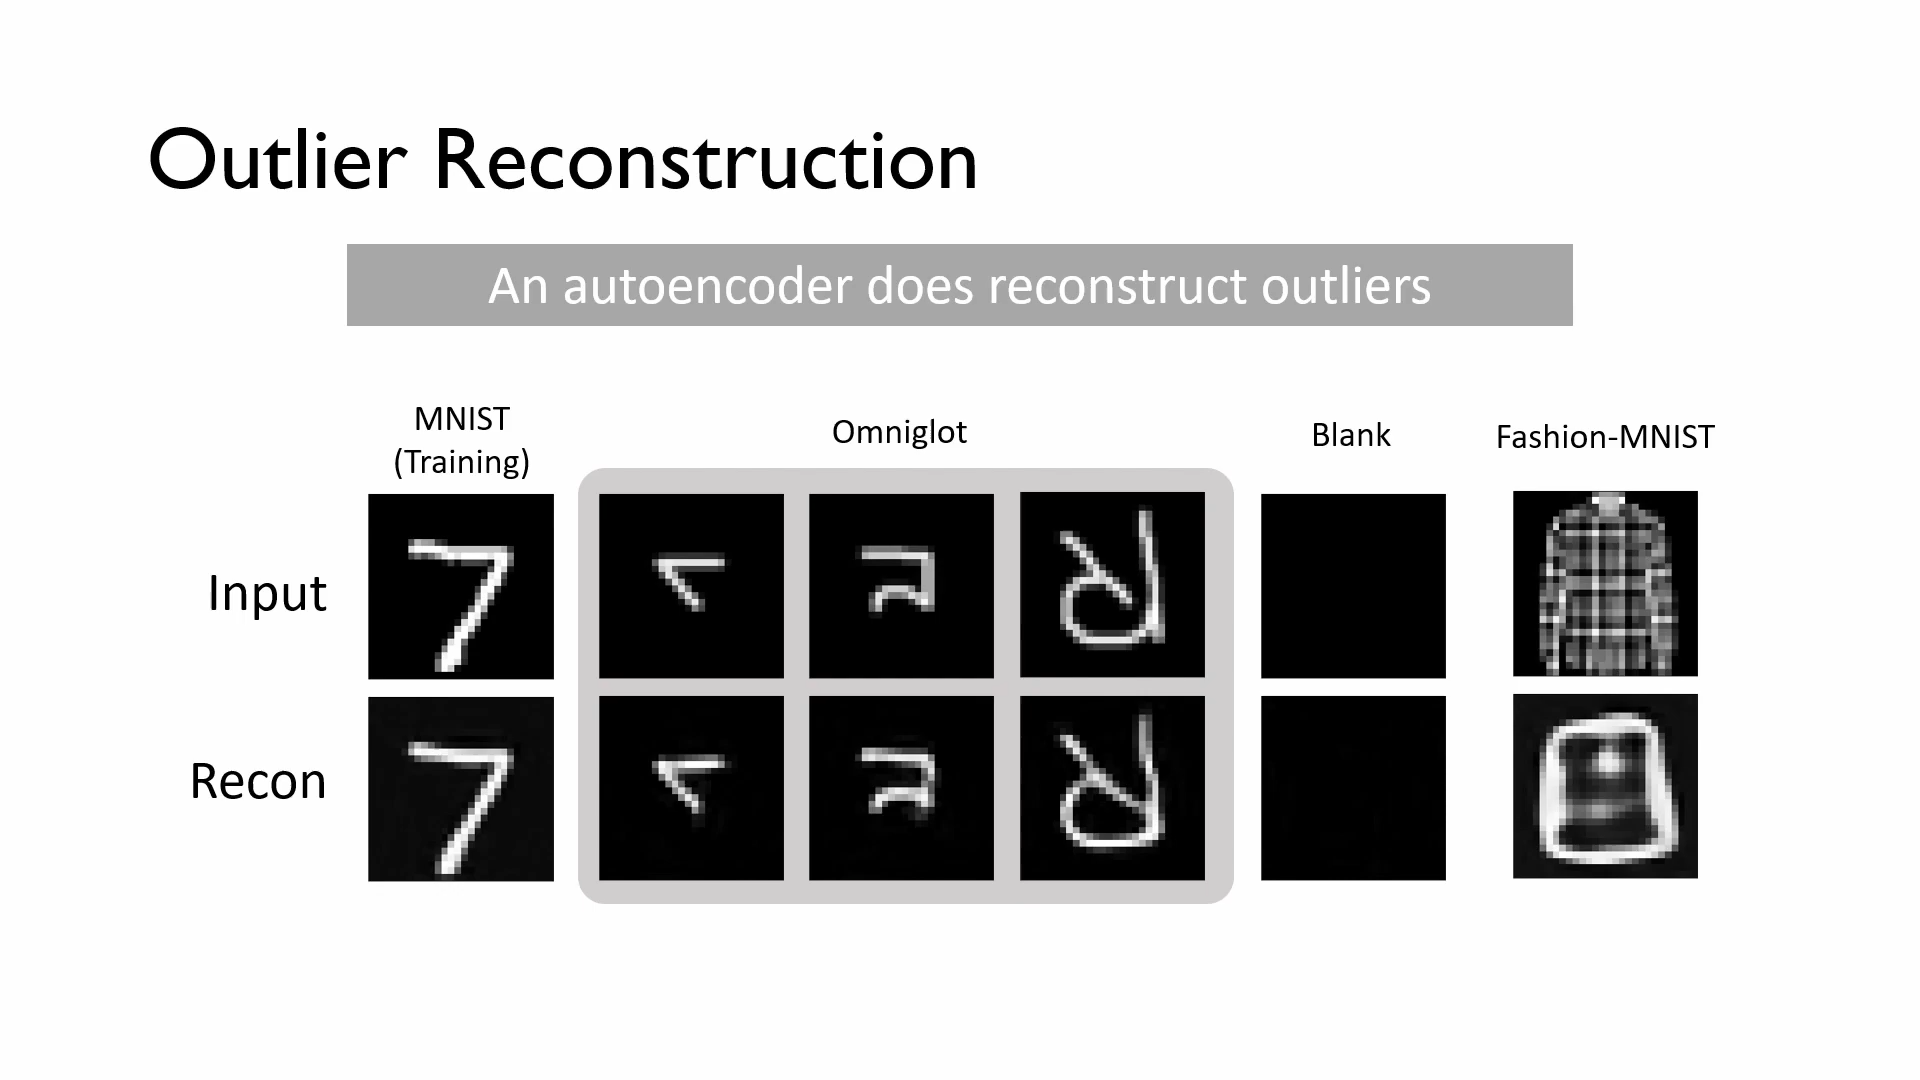 Outlier Reconstruction
An autoencoder does reconstruct outliers
MNIST
(Training)
Omniglot
Blank
Fashion-MNIST
Input
Recon